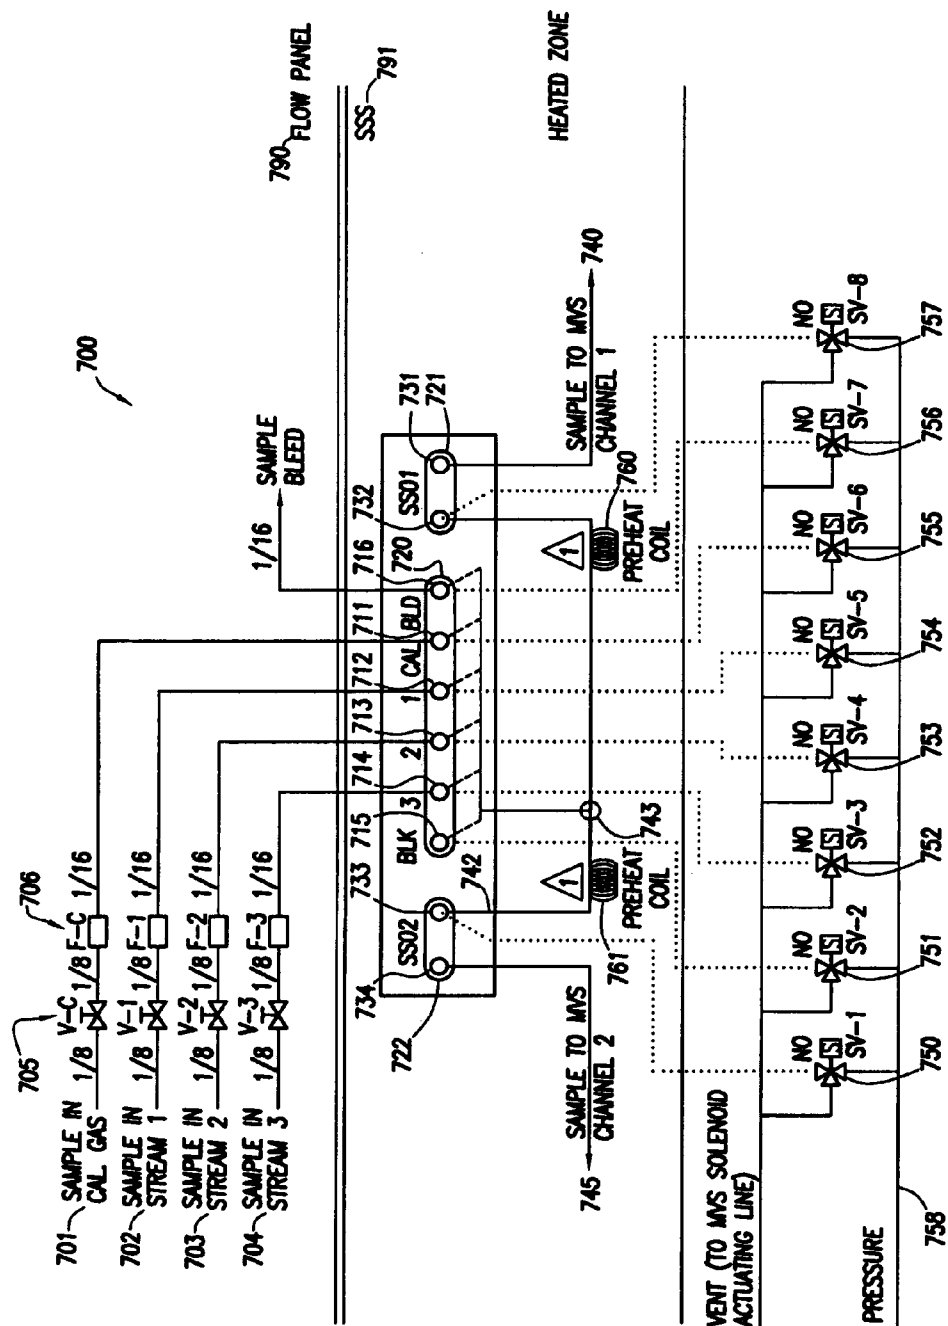 700
790
FLOW PANEL
SSS
791
HEATED ZONE
SAMPLE
BLEED
1/16
701
SAMPLE IN
CAL GAS
1/8
V-C
1/8
F-C
1/16
705
706
702
SAMPLE IN
STREAM 1
1/8
V-1
1/8
F-1
1/16
703
SAMPLE IN
STREAM 2
1/8
V-2
1/8
F-2
1/16
704
SAMPLE IN
STREAM 3
1/8
V-3
1/8
F-3
1/16
734
733
715
714
713
712
711
716
732
731
722
SSO2
BLK
3
2
1
CAL
BLD
720
SSO1
721
742
743
1
PREHEAT
COIL
761
1
PREHEAT
COIL
760
SAMPLE TO MVS
CHANNEL 2
745
SAMPLE TO MVS
CHANNEL 1
740
VENT (TO MVS SOLENOID
ACTUATING LINE)
NO
S
SV-1
750
NO
S
SV-2
751
NO
S
SV-3
752
NO
S
SV-4
753
NO
S
SV-5
754
NO
S
SV-6
755
NO
S
SV-7
756
NO
S
SV-8
757
PRESSURE
758